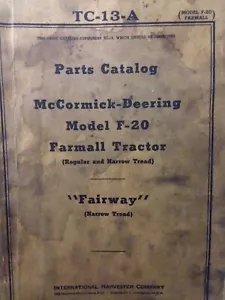 TC-13-A
(MODEL F-20)
FARMALL
Parts Catalog
McCormick-Deering
Model F-20
Farmall Tractor
(Regular and Narrow Tread)
"Fairway"
(Narrow Tread)
INTERNATIONAL HARVESTER COMPANY